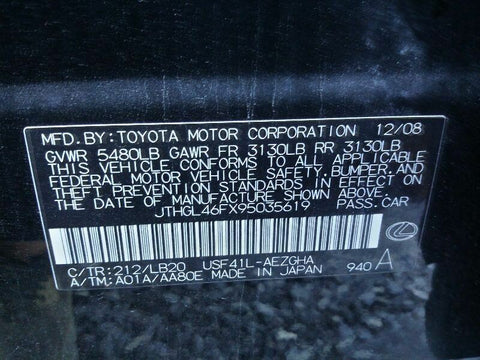 MFD.BY:TOYOTA MOTOR CORPORATION 12/08
GVWR 5480LB GAWR FR 3130LB RR 3130LB
THIS VEHICLE CONFORMS TO ALL APPLICABLE
FEDERAL MOTOR VEHICLE SAFETY,BUMPER,AND
THEFT PREVENTION STANDARDS IN EFFECT ON
THE DATE OF MANUFACTURE SHOWN ABOVE.
JTHGL46FX95035619 PASS.CAR
C/TR:212/LB20 USF41L-AEZGHA
A/TM:A01A/AA80E MADE IN JAPAN 940 A